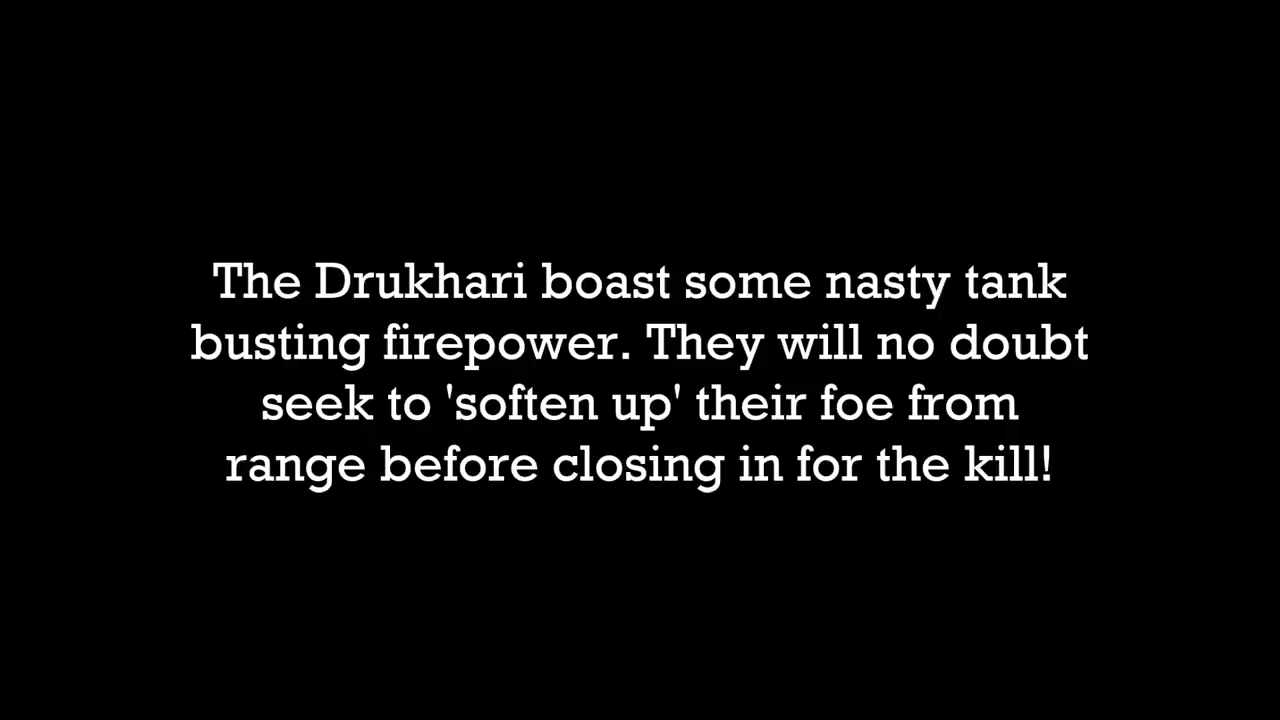 The Drukhari boast some nasty tank
busting firepower. They will no doubt
seek to 'soften up' their foe from
range before closing in for the kill!